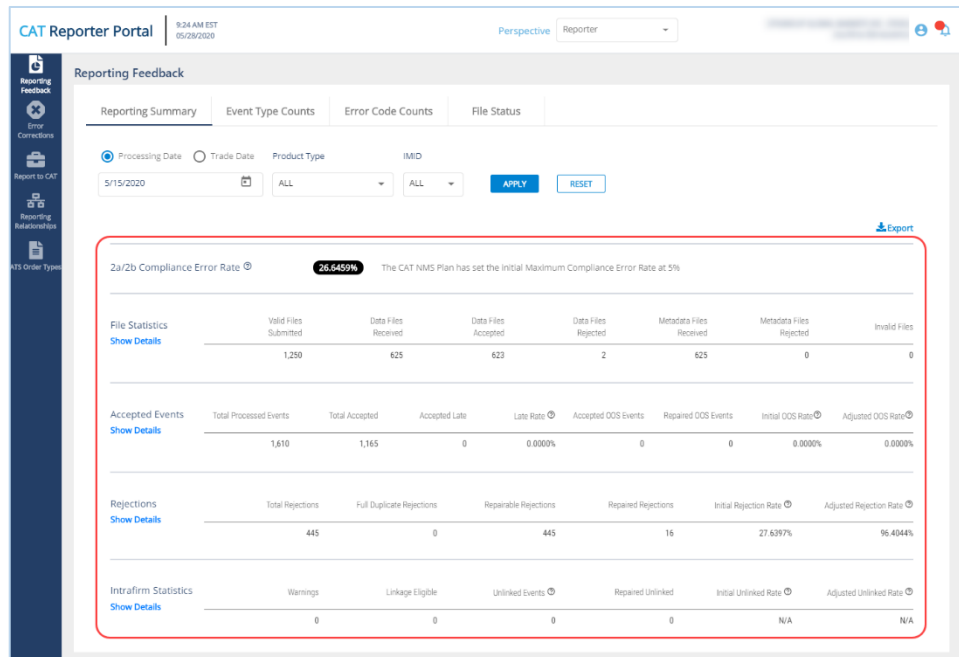 CAT Reporter Portal
9:24 AM EST
05/28/2020
Perspective
Reporter
Reporting
Feedback
Error
Corrections
Report to CAT
Reporting
Relationships
ATS Order Types
Reporting Feedback
Reporting Summary Event Type Counts Error Code Counts File Status
Processing Date Trade Date Product Type IMID
5/15/2020 ALL ALL APPLY RESET
Export
2a/2b Compliance Error Rate 26.6459% The CAT NMS Plan has set the Initial Maximum Compliance Error Rate at 5%
File Statistics
Show Details
Valid Files
Submitted
Data Files
Received
Data Files
Accepted
Data Files
Rejected
Metadata Files
Received
Metadata Files
Rejected
Invalid Files
1,250 625 623 2 625 0 0
Accepted Events
Show Details
Total Processed Events Total Accepted Accepted Late Late Rate Accepted OOS Events Repaired OOS Events Initial OOS Rate Adjusted OOS Rate
1,610 1,165 0 0.0000% 0 0 0.0000% 0.0000%
Rejections
Show Details
Total Rejections Full Duplicate Rejections Repairable Rejections Repaired Rejections Initial Rejection Rate Adjusted Rejection Rate
445 0 445 16 27.6397% 96.4044%
Intrafirm Statistics
Show Details
Warnings Linkage Eligible Unlinked Events Repaired Unlinked Initial Unlinked Rate Adjusted Unlinked Rate
0 0 0 0 N/A N/A